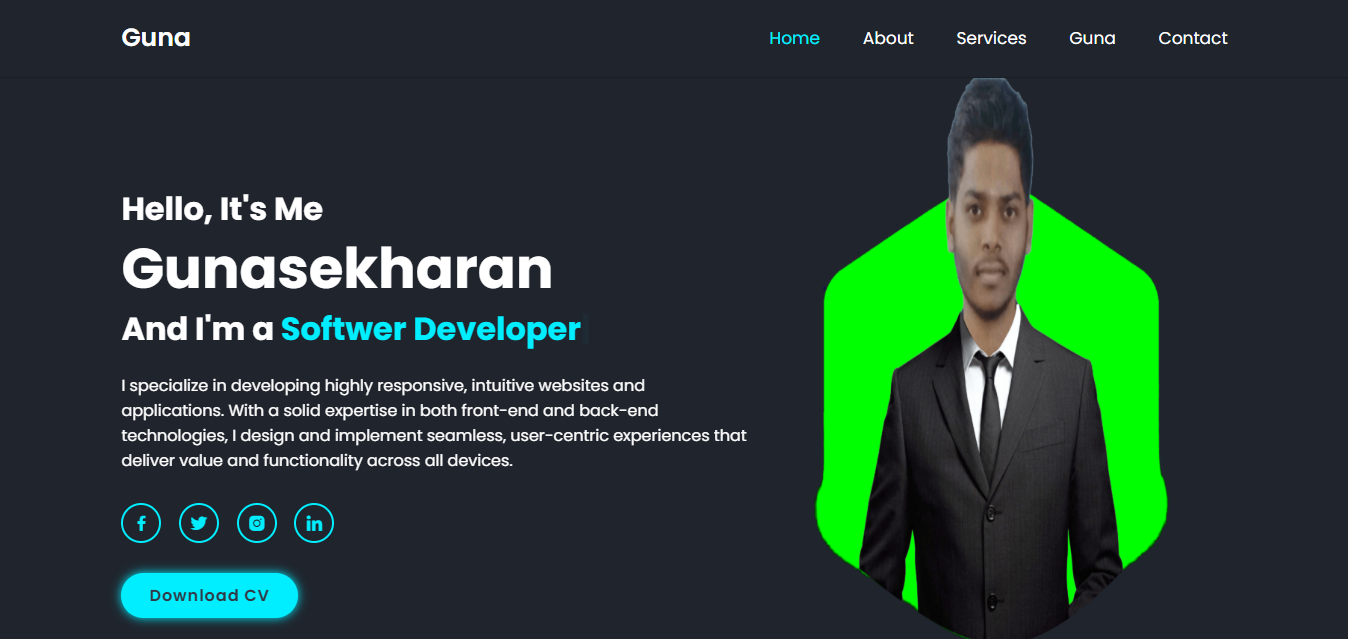 Guna
Home About Services Guna Contact
Hello, It's Me
Gunasekharan
And I'm a Softwer Developer
I specialize in developing highly responsive, intuitive websites and
applications. With a solid expertise in both front-end and back-end
technologies, I design and implement seamless, user-centric experiences that
deliver value and functionality across all devices.
Download CV